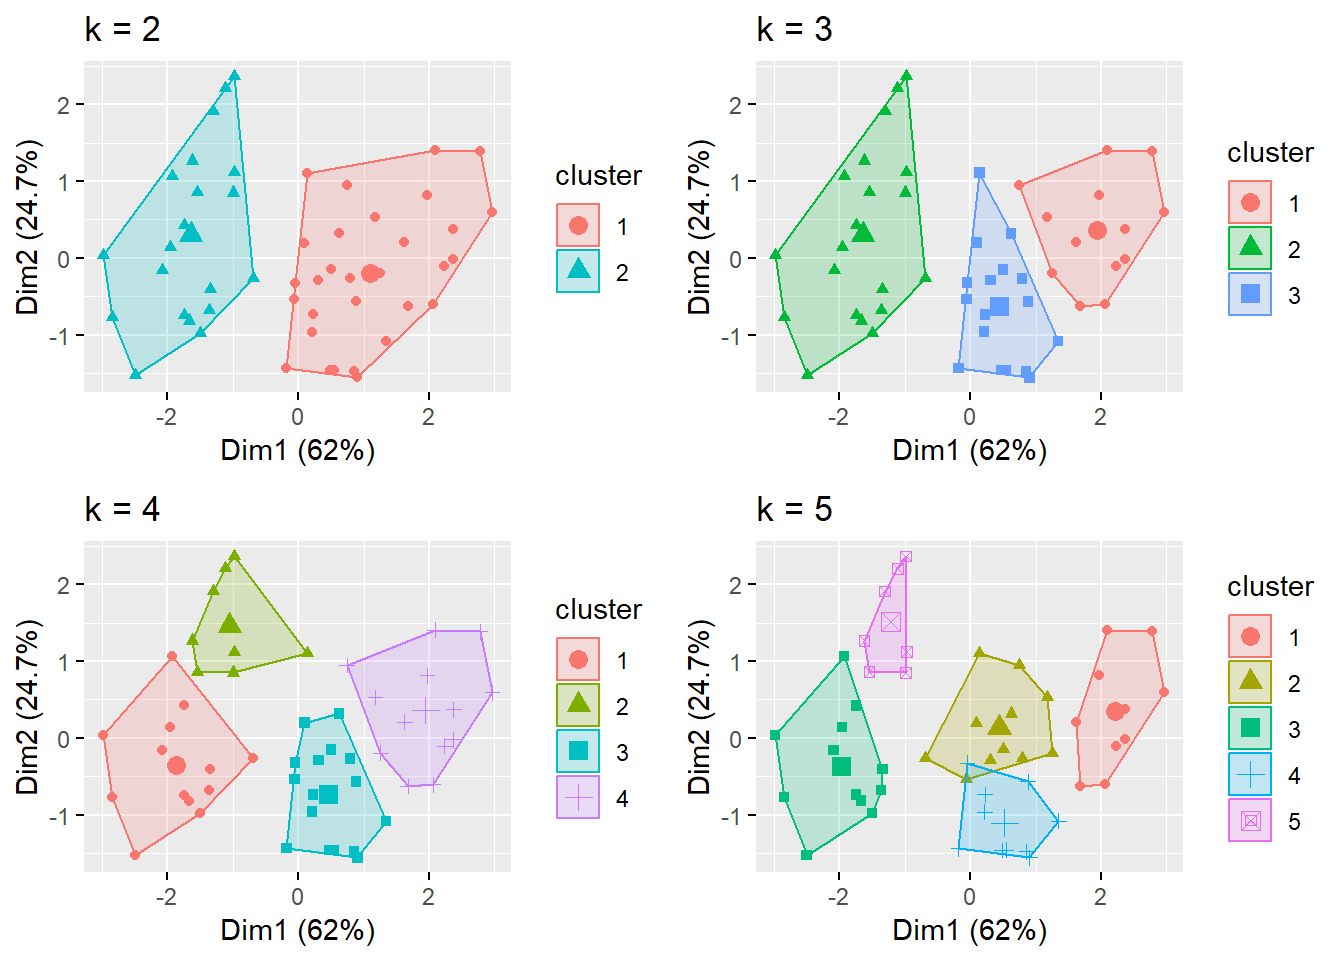 k = 2
Dim2 (24.7%)
2
1
0
-1
-2
0
2
Dim1 (62%)
cluster
1
2
k = 3
Dim2 (24.7%)
2
1
0
-1
-2
0
2
Dim1 (62%)
cluster
1
2
3
k = 4
Dim2 (24.7%)
2
1
0
-1
-2
0
2
Dim1 (62%)
cluster
1
2
3
4
k = 5
Dim2 (24.7%)
2
1
0
-1
-2
0
2
Dim1 (62%)
cluster
1
2
3
4
5